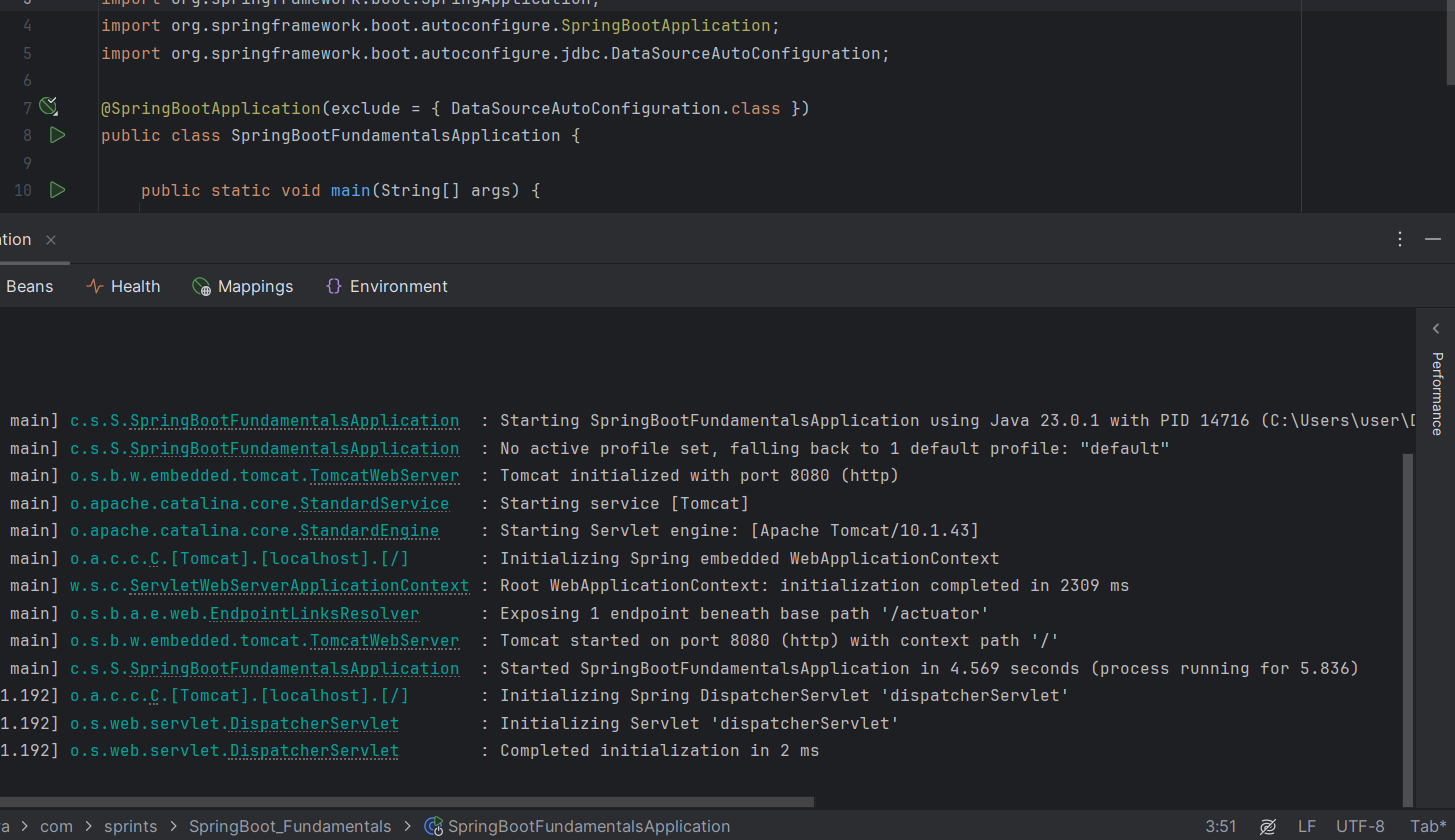 3 import org.springframework.boot.SpringApplication;
4 import org.springframework.boot.autoconfigure.SpringBootApplication;
5 import org.springframework.boot.autoconfigure.jdbc.DataSourceAutoConfiguration;
6
7 @SpringBootApplication(exclude = { DataSourceAutoConfiguration.class })
8 public class SpringBootFundamentalsApplication {
9
10 public static void main(String[] args) {
ation
Beans Health Mappings Environment
Performance
main] c.s.S.SpringBootFundamentalsApplication : Starting SpringBootFundamentalsApplication using Java 23.0.1 with PID 14716 (C:\Users\user\D
main] c.s.S.SpringBootFundamentalsApplication : No active profile set, falling back to 1 default profile: "default"
main] o.s.b.w.embedded.tomcat.TomcatWebServer : Tomcat initialized with port 8080 (http)
main] o.apache.catalina.core.StandardService : Starting service [Tomcat]
main] o.apache.catalina.core.StandardEngine : Starting Servlet engine: [Apache Tomcat/10.1.43]
main] o.a.c.c.C.[Tomcat].[localhost].[/] : Initializing Spring embedded WebApplicationContext
main] w.s.c.ServletWebServerApplicationContext : Root WebApplicationContext: initialization completed in 2309 ms
main] o.s.b.a.e.web.EndpointLinksResolver : Exposing 1 endpoint beneath base path '/actuator'
main] o.s.b.w.embedded.tomcat.TomcatWebServer : Tomcat started on port 8080 (http) with context path '/'
main] c.s.S.SpringBootFundamentalsApplication : Started SpringBootFundamentalsApplication in 4.569 seconds (process running for 5.836)
1.192] o.a.c.c.C.[Tomcat].[localhost].[/] : Initializing Spring DispatcherServlet 'dispatcherServlet'
1.192] o.s.web.servlet.DispatcherServlet : Initializing Servlet 'dispatcherServlet'
1.192] o.s.web.servlet.DispatcherServlet : Completed initialization in 2 ms
a > com > sprints > SpringBoot_Fundamentals > SpringBootFundamentalsApplication 3:51 LF UTF-8 Tab*